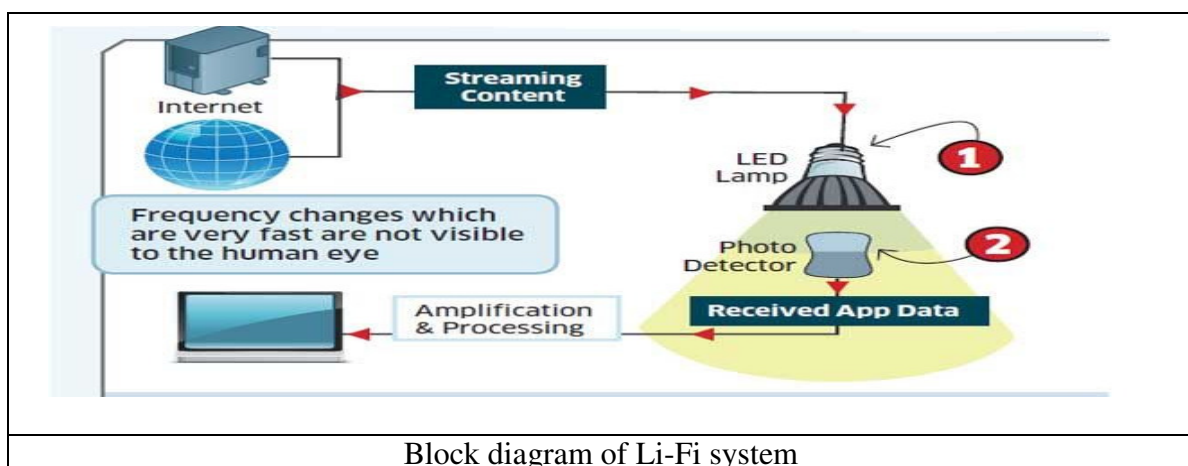 Streaming
Content
Internet
LED
Lamp
1
Frequency changes which
are very fast are not visible
to the human eye
Photo
Detector
2
Amplification
& Processing
Received App Data
Block diagram of Li-Fi system